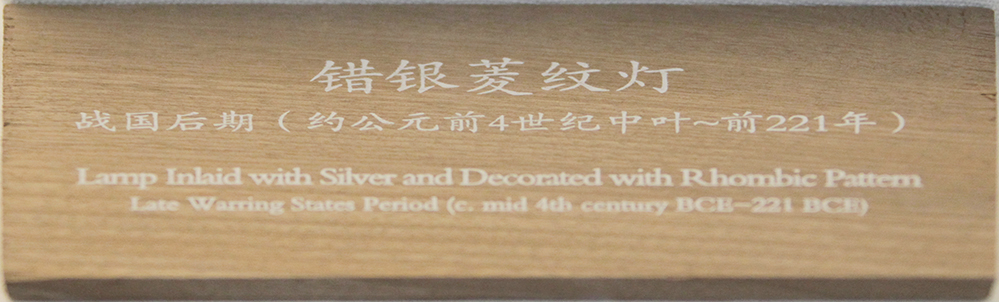 错银菱纹灯
战国后期（约公元前4世纪中叶~前221年）
Lamp Inlaid with Silver and Decorated with Rhombic Pattern
Late Warring States Period (c. mid 4th century BCE-221 BCE)